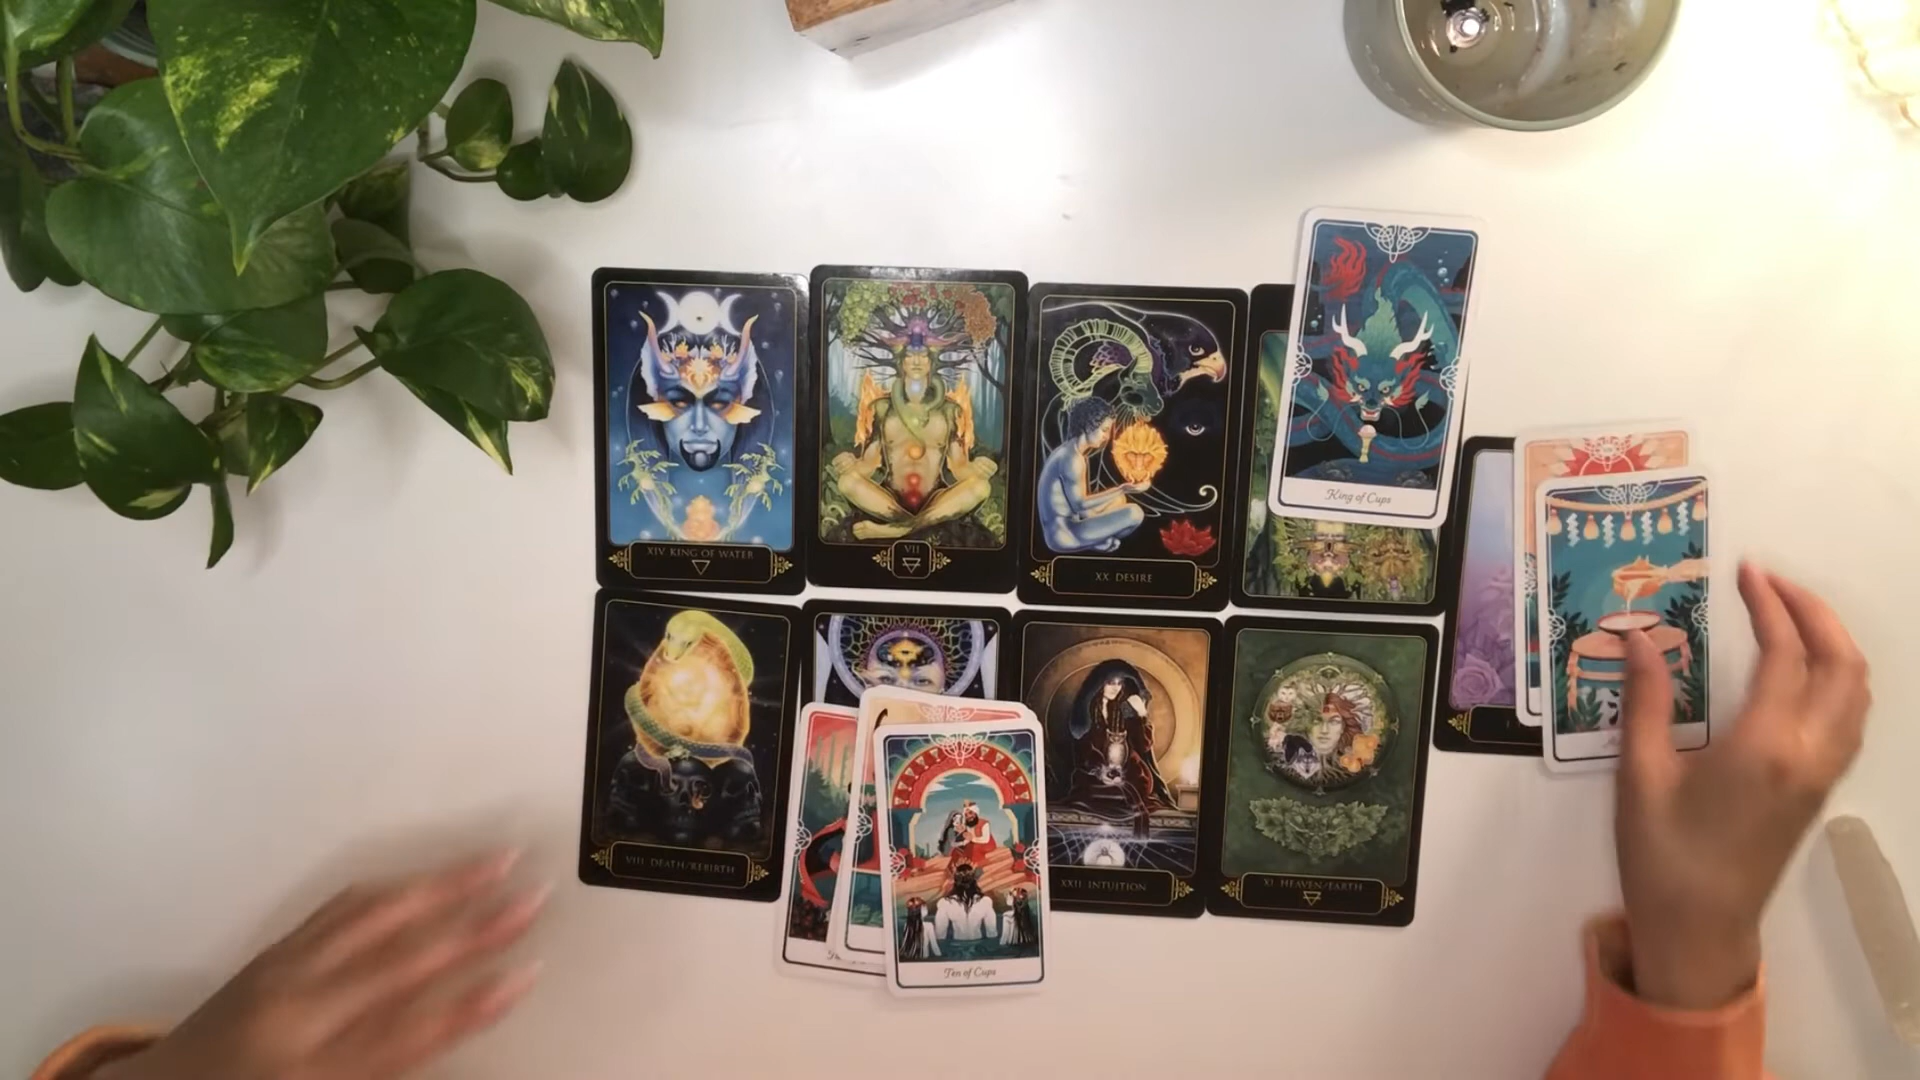 XIV KING OF WATER
VII
XX DESIRE
King of Cups
VIII DEATH/REBIRTH
Ten of Cups
XXII INTUITION
XI HEAVEN/EARTH